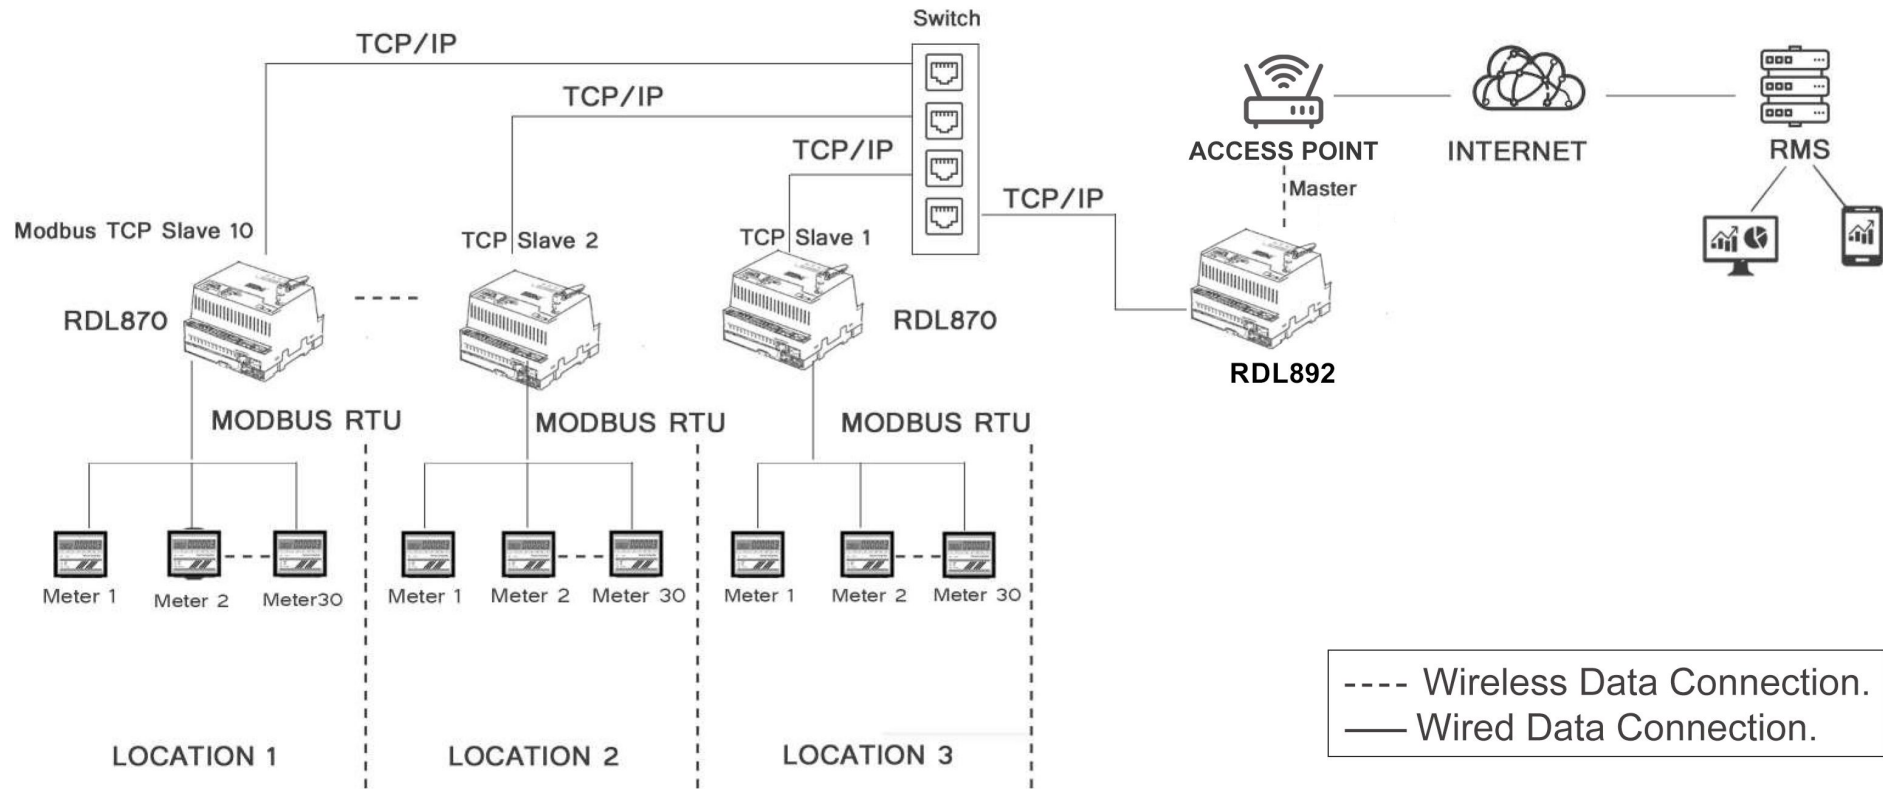 Switch
TCP/IP
TCP/IP
TCP/IP
TCP/IP
ACCESS POINT
INTERNET
RMS
Master
Modbus TCP Slave 10
TCP Slave 2
TCP Slave 1
RDL870
RDL870
RDL892
MODBUS RTU
MODBUS RTU
MODBUS RTU
Meter 1
Meter 2
Meter30
Meter 1
Meter 2
Meter 30
Meter 1
Meter 2
Meter 30
LOCATION 1
LOCATION 2
LOCATION 3
Wireless Data Connection.
Wired Data Connection.